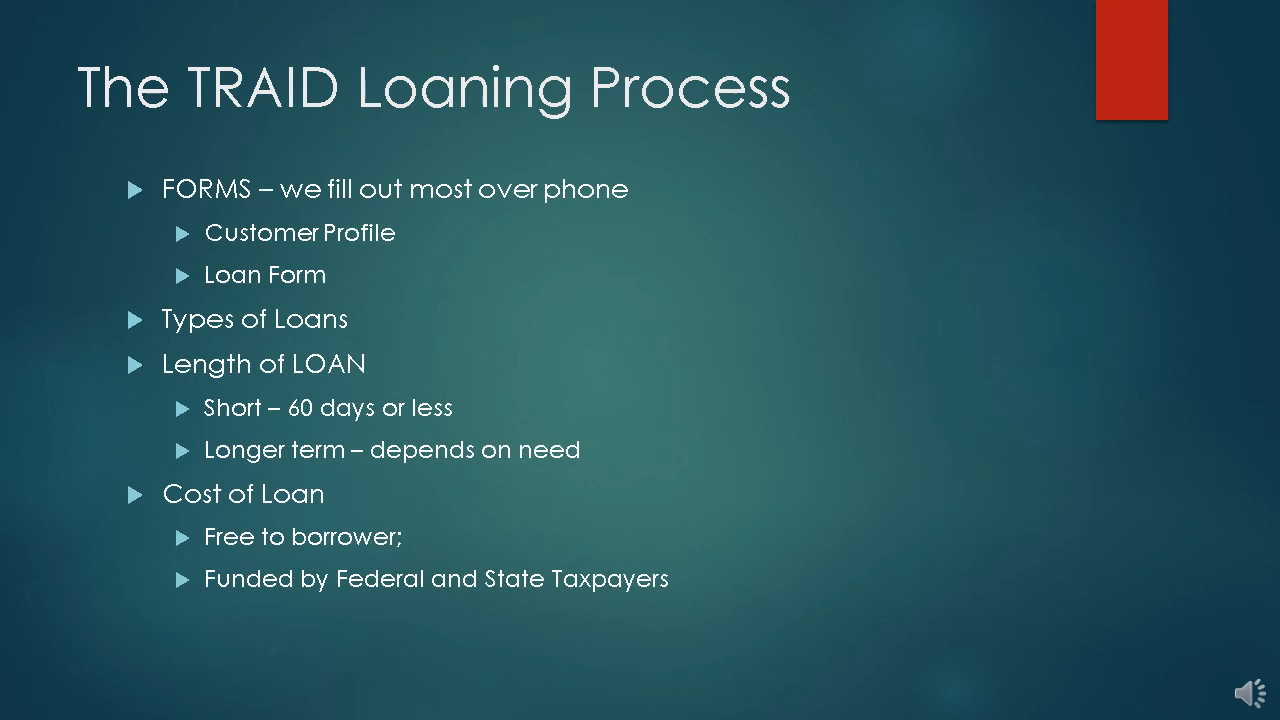 The TRAID Loaning Process
FORMS – we fill out most over phone
Customer Profile
Loan Form
Types of Loans
Length of LOAN
Short – 60 days or less
Longer term – depends on need
Cost of Loan
Free to borrower;
Funded by Federal and State Taxpayers